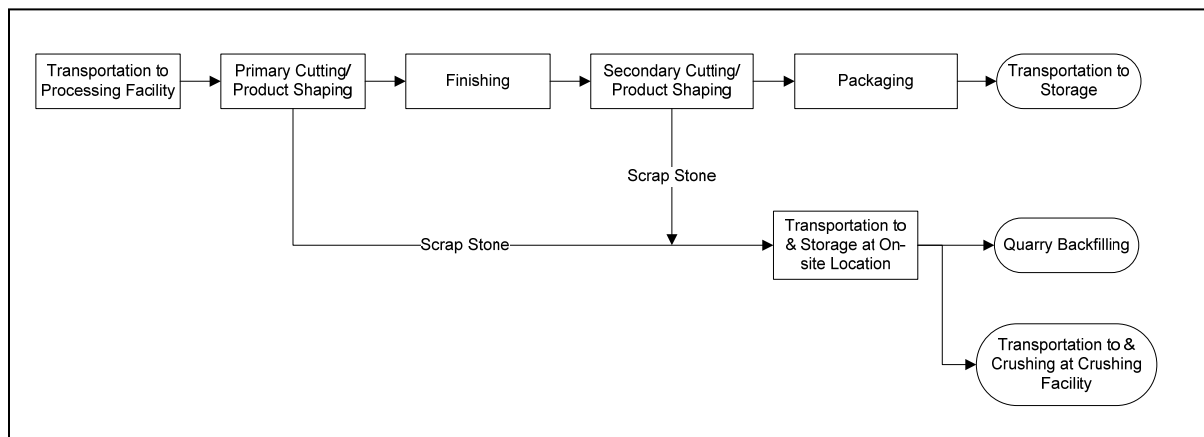 Transportation to
Processing Facility
Primary Cutting/
Product Shaping
Finishing
Secondary Cutting/
Product Shaping
Packaging
Transportation to
Storage
Scrap Stone
Scrap Stone
Transportation to
& Storage at On-
site Location
Quarry Backfilling
Transportation to &
Crushing at Crushing
Facility